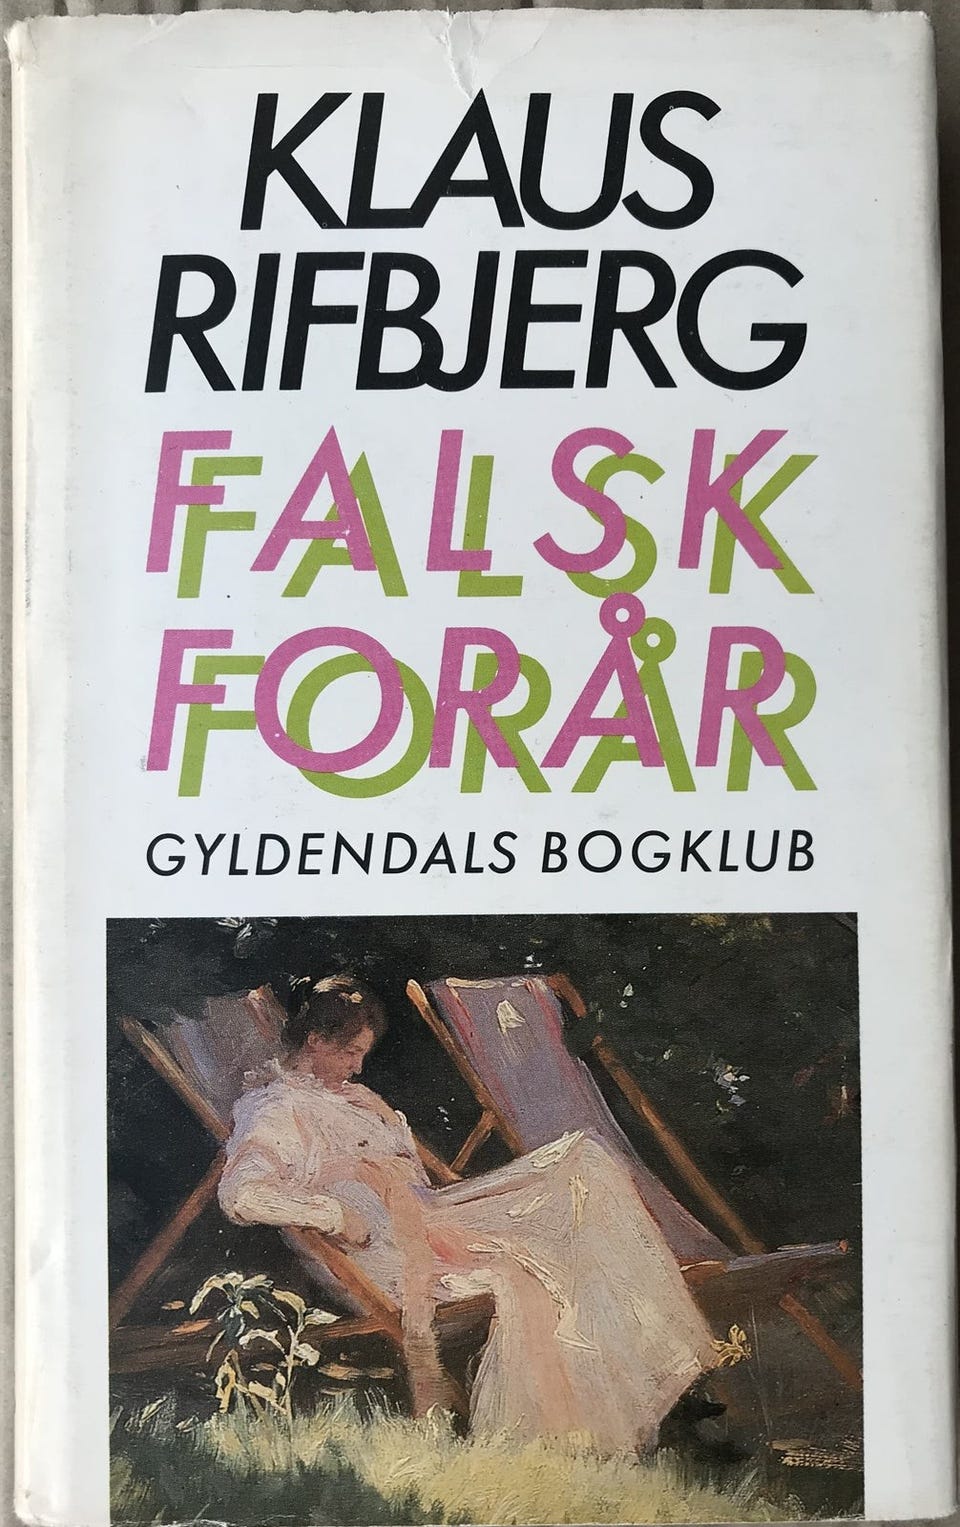 KLAUS
RIFBJERG
FALSK
FORÅR
GYLDENDALS BOGKLUB